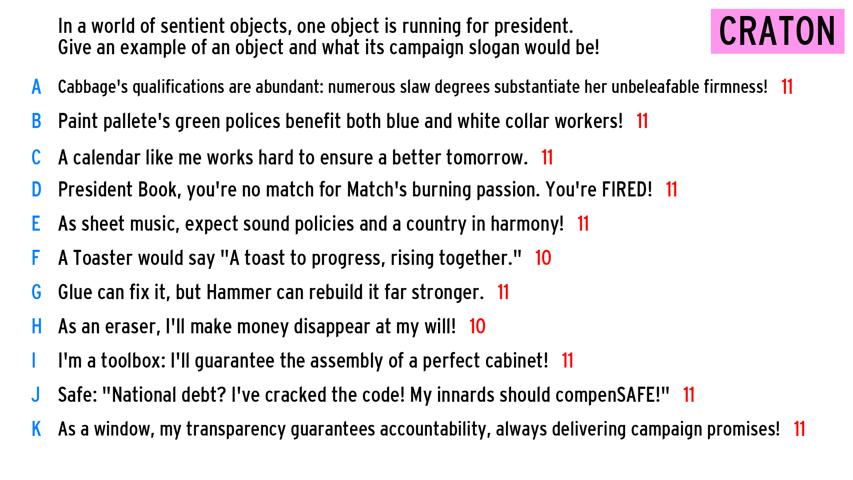 In a world of sentient objects, one object is running for president.
Give an example of an object and what its campaign slogan would be!
CRATON
A Cabbage's qualifications are abundant: numerous slaw degrees substantiate her unbeleafable firmness! 11
B Paint pallete's green polices benefit both blue and white collar workers! 11
C A calendar like me works hard to ensure a better tomorrow. 11
D President Book, you're no match for Match's burning passion. You're FIRED! 11
E As sheet music, expect sound policies and a country in harmony! 11
F A Toaster would say "A toast to progress, rising together." 10
G Glue can fix it, but Hammer can rebuild it far stronger. 11
H As an eraser, I'll make money disappear at my will! 10
I I'm a toolbox: I'll guarantee the assembly of a perfect cabinet! 11
J Safe: "National debt? I've cracked the code! My innards should compenSAFE!" 11
K As a window, my transparency guarantees accountability, always delivering campaign promises! 11